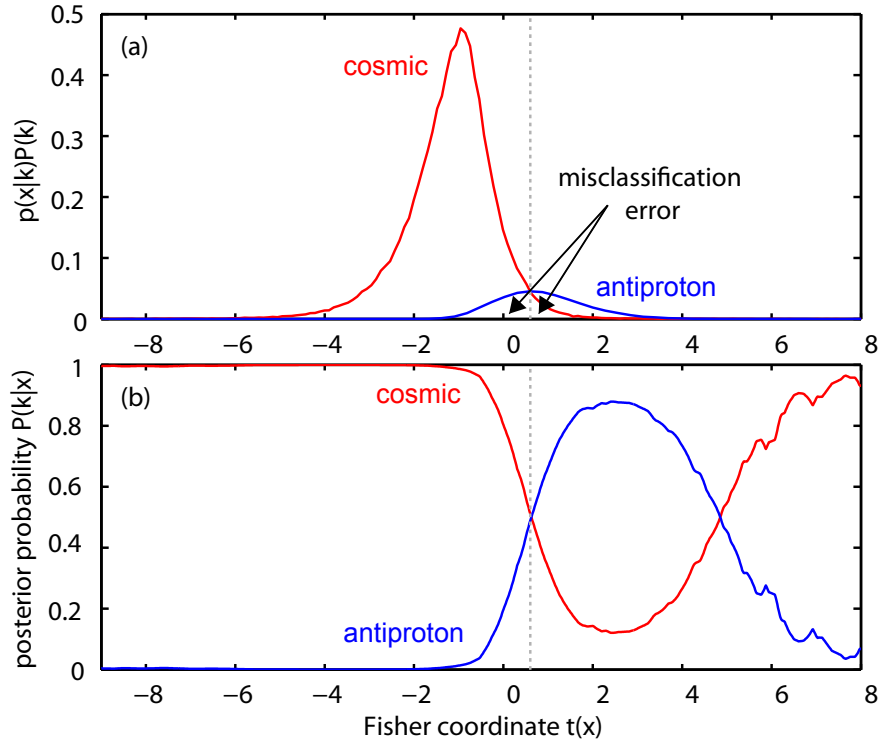 0.5
(a)
cosmic
0.4
0.3
p(x|k)P(k)
misclassification
error
0.2
0.1
antiproton
0
−8 −6 −4 −2 0 2 4 6 8
1
(b)
cosmic
0.8
0.6
posterior probability P(k|x)
0.4
0.2
antiproton
0
−8 −6 −4 −2 0 2 4 6 8
Fisher coordinate t(x)